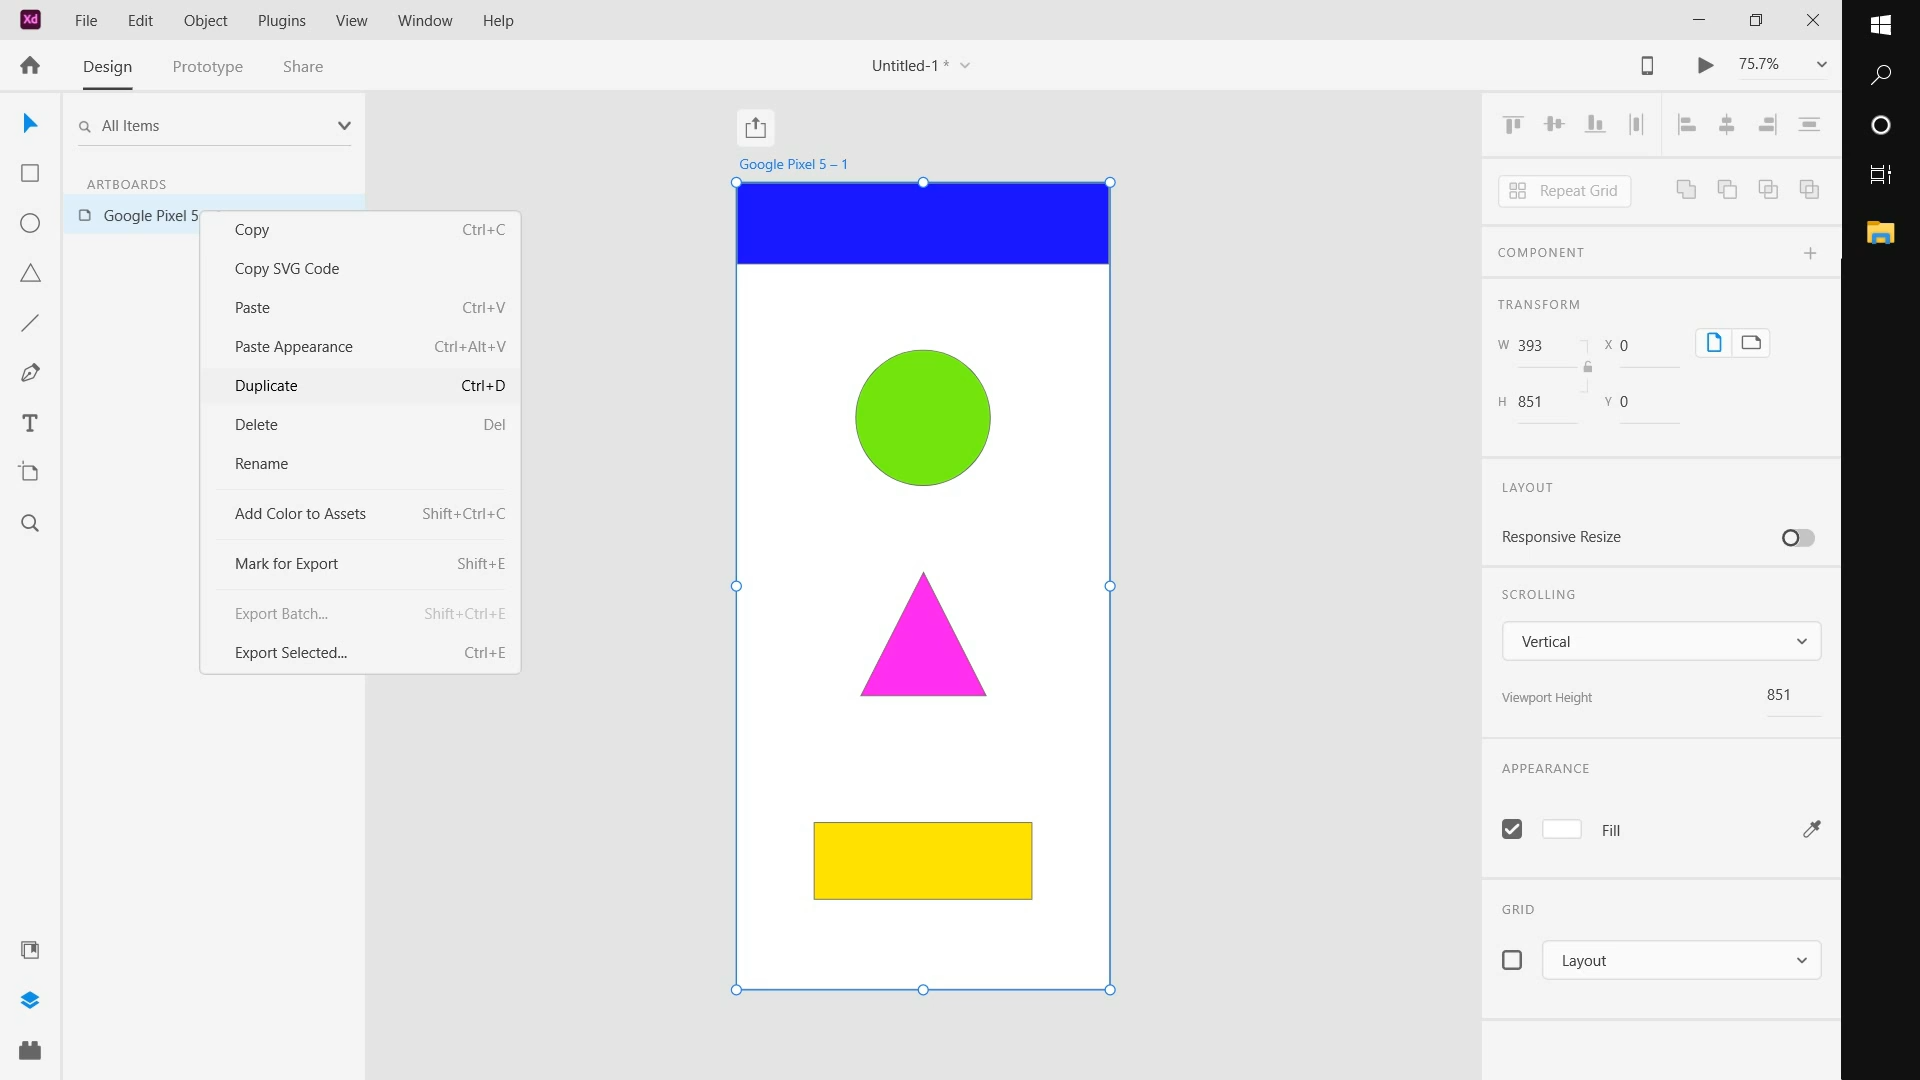 Xd File Edit Object Plugins View Window Help
Design Prototype Share Untitled-1 * 75.7%
All Items
ARTBOARDS
Google Pixel 5
Copy Ctrl+C
Copy SVG Code
Paste Ctrl+V
Paste Appearance Ctrl+Alt+V
Duplicate Ctrl+D
Delete Del
Rename
Add Color to Assets Shift+Ctrl+C
Mark for Export Shift+E
Export Batch... Shift+Ctrl+E
Export Selected... Ctrl+E
Google Pixel 5 – 1
Repeat Grid
COMPONENT
TRANSFORM
W 393 X 0
H 851 Y 0
LAYOUT
Responsive Resize
SCROLLING
Vertical
Viewport Height 851
APPEARANCE
Fill
GRID
Layout